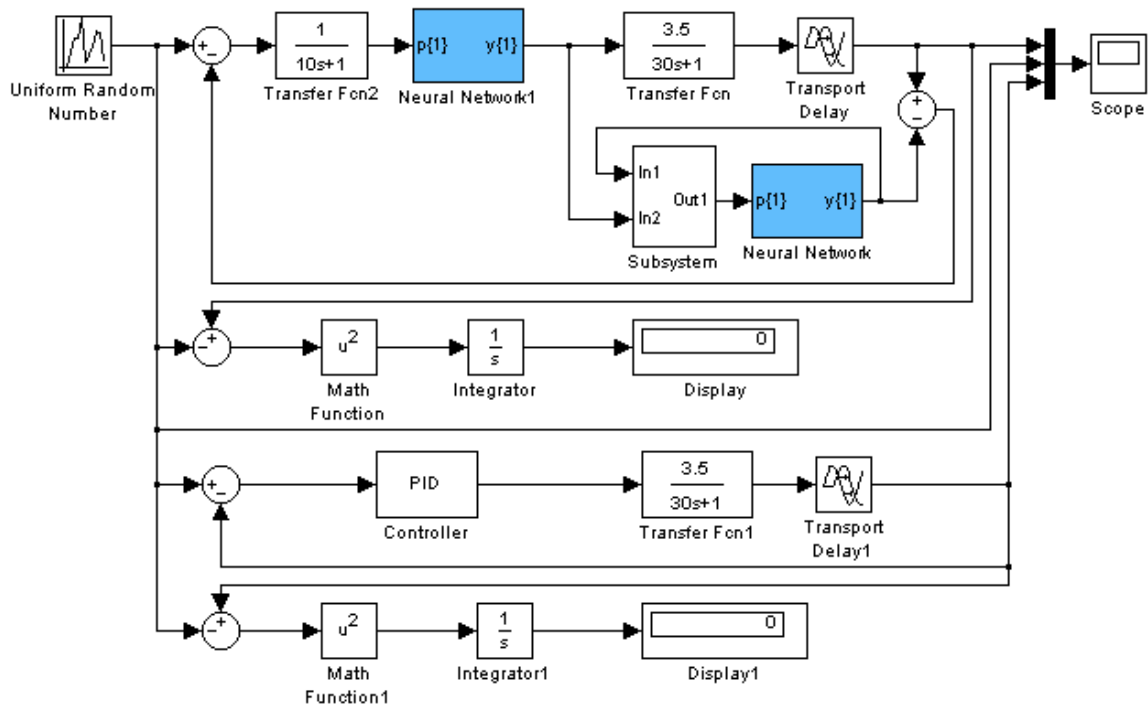 Uniform Random
Number
+
−
1
10s+1
Transfer Fcn2
p{1} y{1}
Neural Network1
3.5
30s+1
Transfer Fcn
Transport
Delay
+
−
Scope
In1
In2
Out1
Subsystem
p{1} y{1}
Neural Network
−
+
u2
Math
Function
1
s
Integrator
0
Display
+
−
PID
Controller
3.5
30s+1
Transfer Fcn1
Transport
Delay1
−
+
u2
Math
Function1
1
s
Integrator1
0
Display1